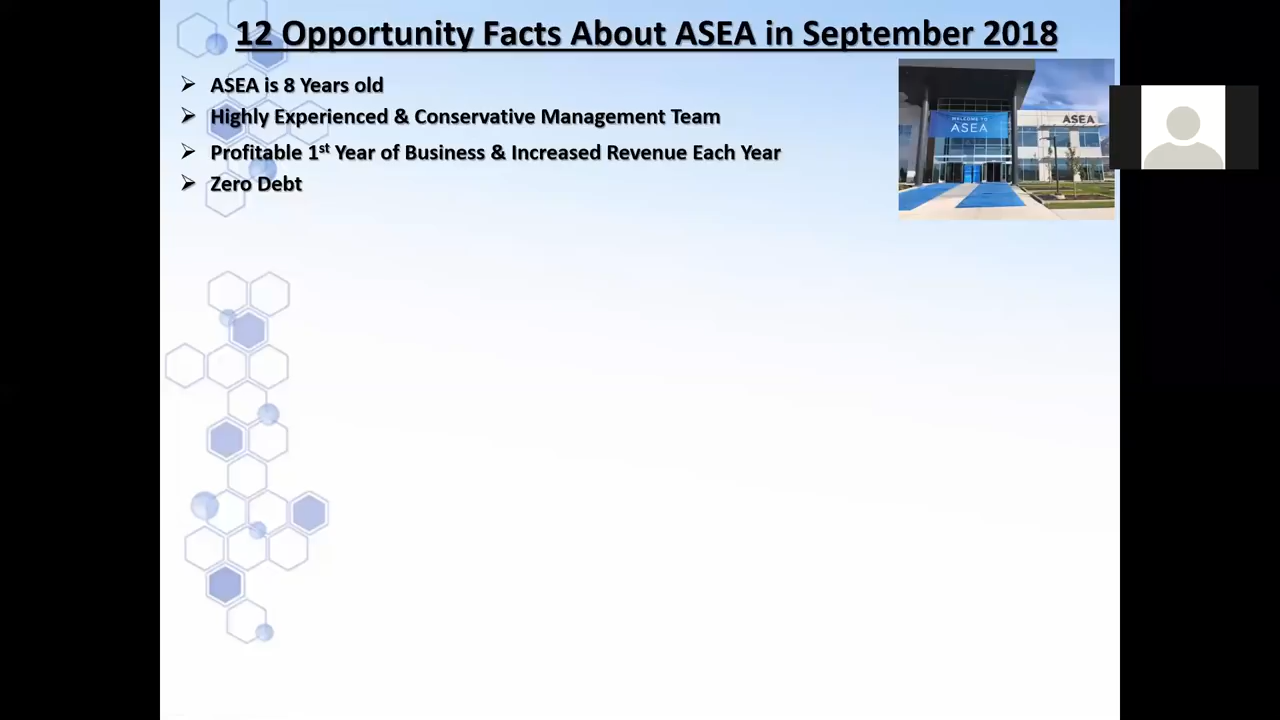 12 Opportunity Facts About ASEA in September 2018
ASEA is 8 Years old
Highly Experienced & Conservative Management Team
Profitable 1st Year of Business & Increased Revenue Each Year
Zero Debt
WELCOME TO
ASEA
ASEA